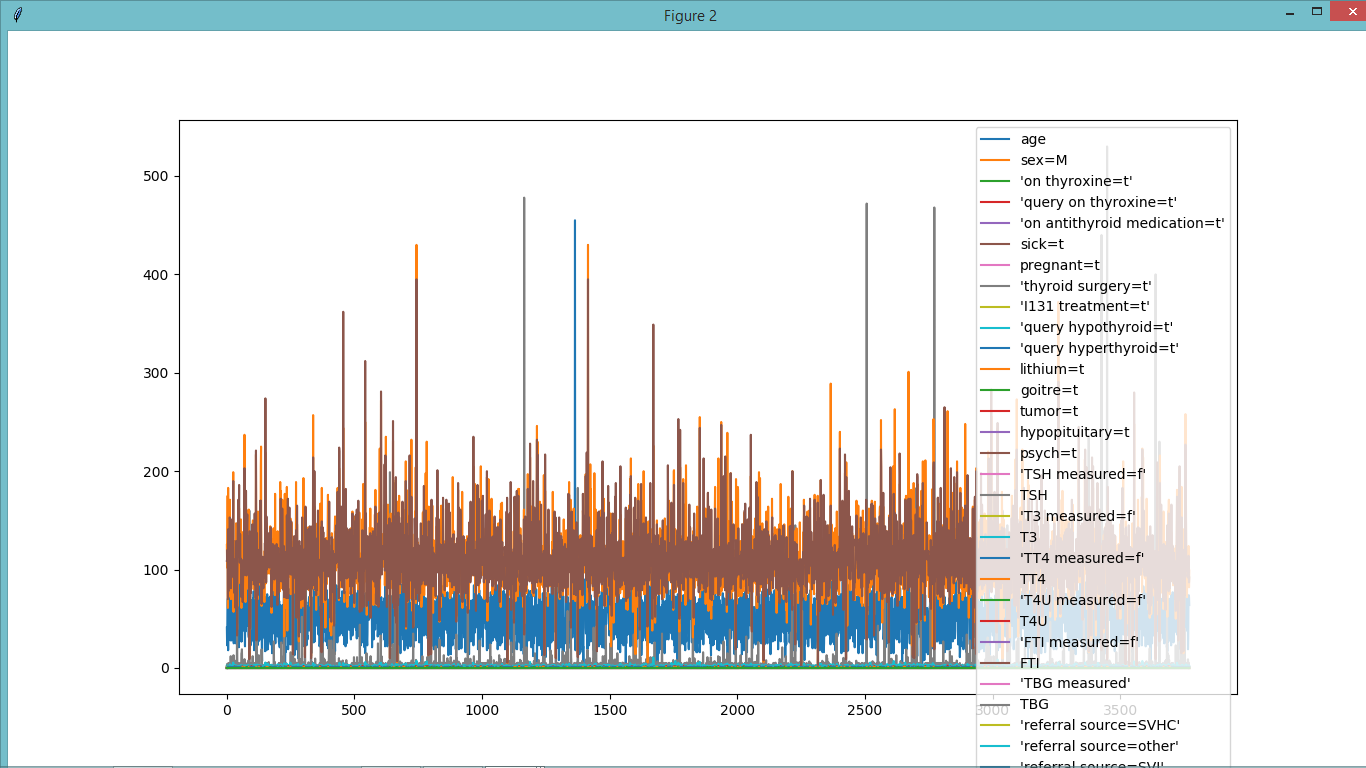 Figure 2
500
400
300
200
100
0
0 500 1000 1500 2000 2500 3000 3500
age
sex=M
'on thyroxine=t'
'query on thyroxine=t'
'on antithyroid medication=t'
sick=t
pregnant=t
'thyroid surgery=t'
'I131 treatment=t'
'query hypothyroid=t'
'query hyperthyroid=t'
lithium=t
goitre=t
tumor=t
hypopituitary=t
psych=t
'TSH measured=f'
TSH
'T3 measured=f'
T3
'TT4 measured=f'
TT4
'T4U measured=f'
T4U
'FTI measured=f'
FTI
'TBG measured'
TBG
'referral source=SVHC'
'referral source=other'
'referral source=SVI'